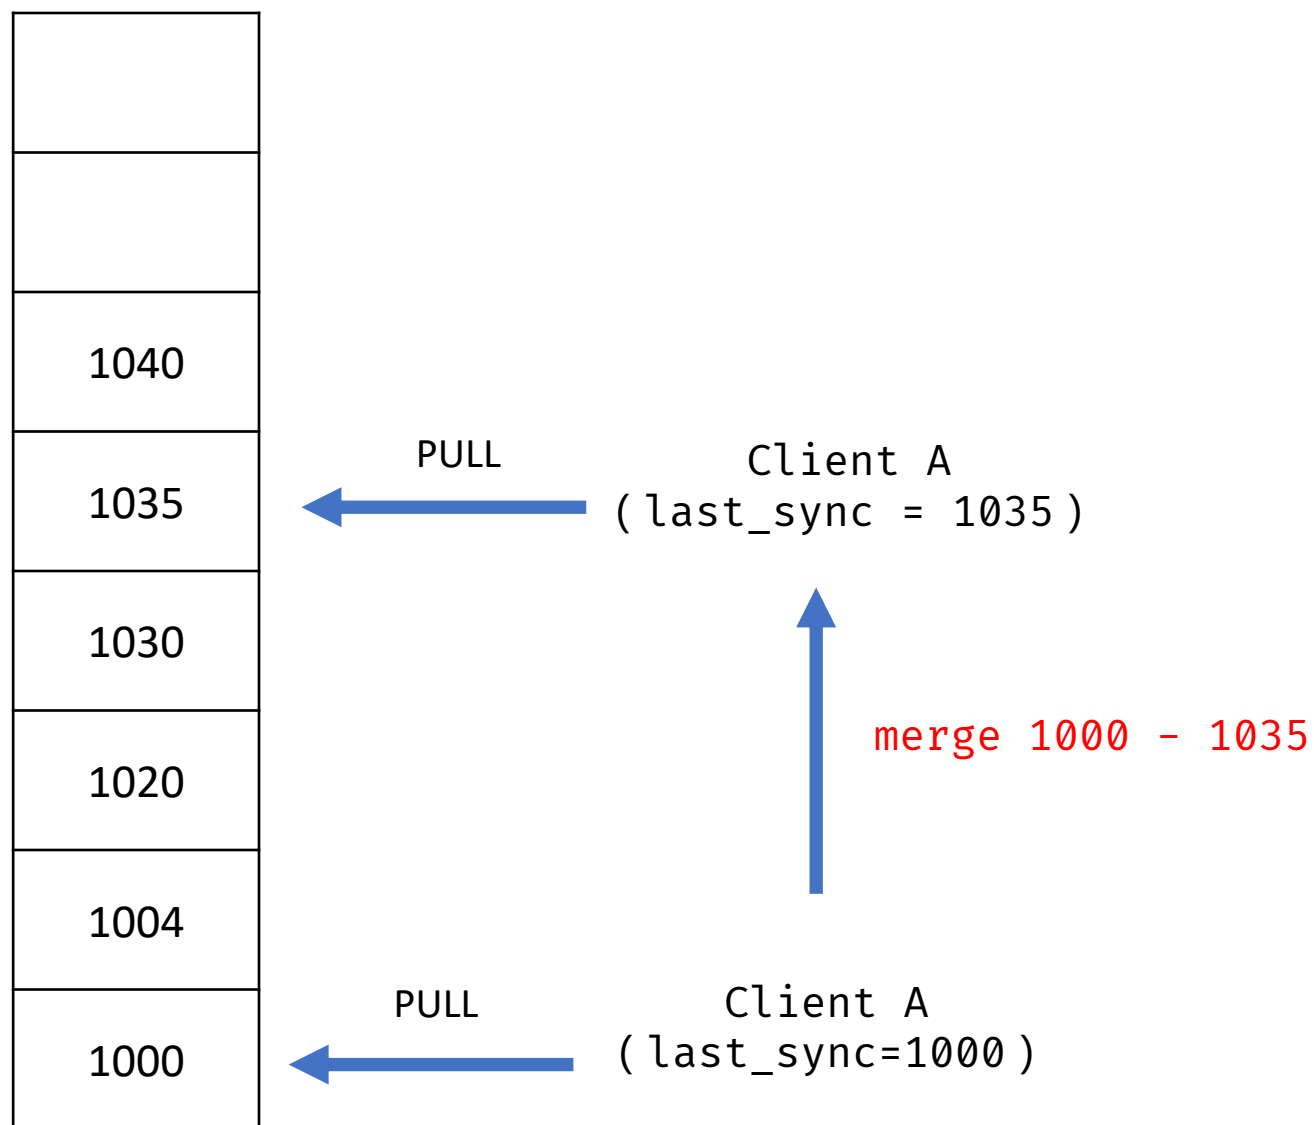 1040
1035
1030
1020
1004
1000
PULL
Client A
(last_sync = 1035)
merge 1000 - 1035
PULL
Client A
(last_sync=1000)